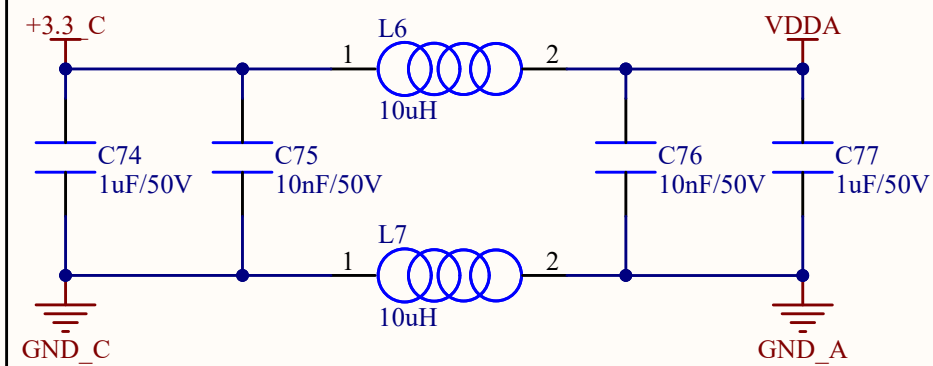 +3.3_C
L6
VDDA
1
2
10uH
C74
1uF/50V
C75
10nF/50V
C76
10nF/50V
C77
1uF/50V
L7
1
2
10uH
GND_C
GND_A